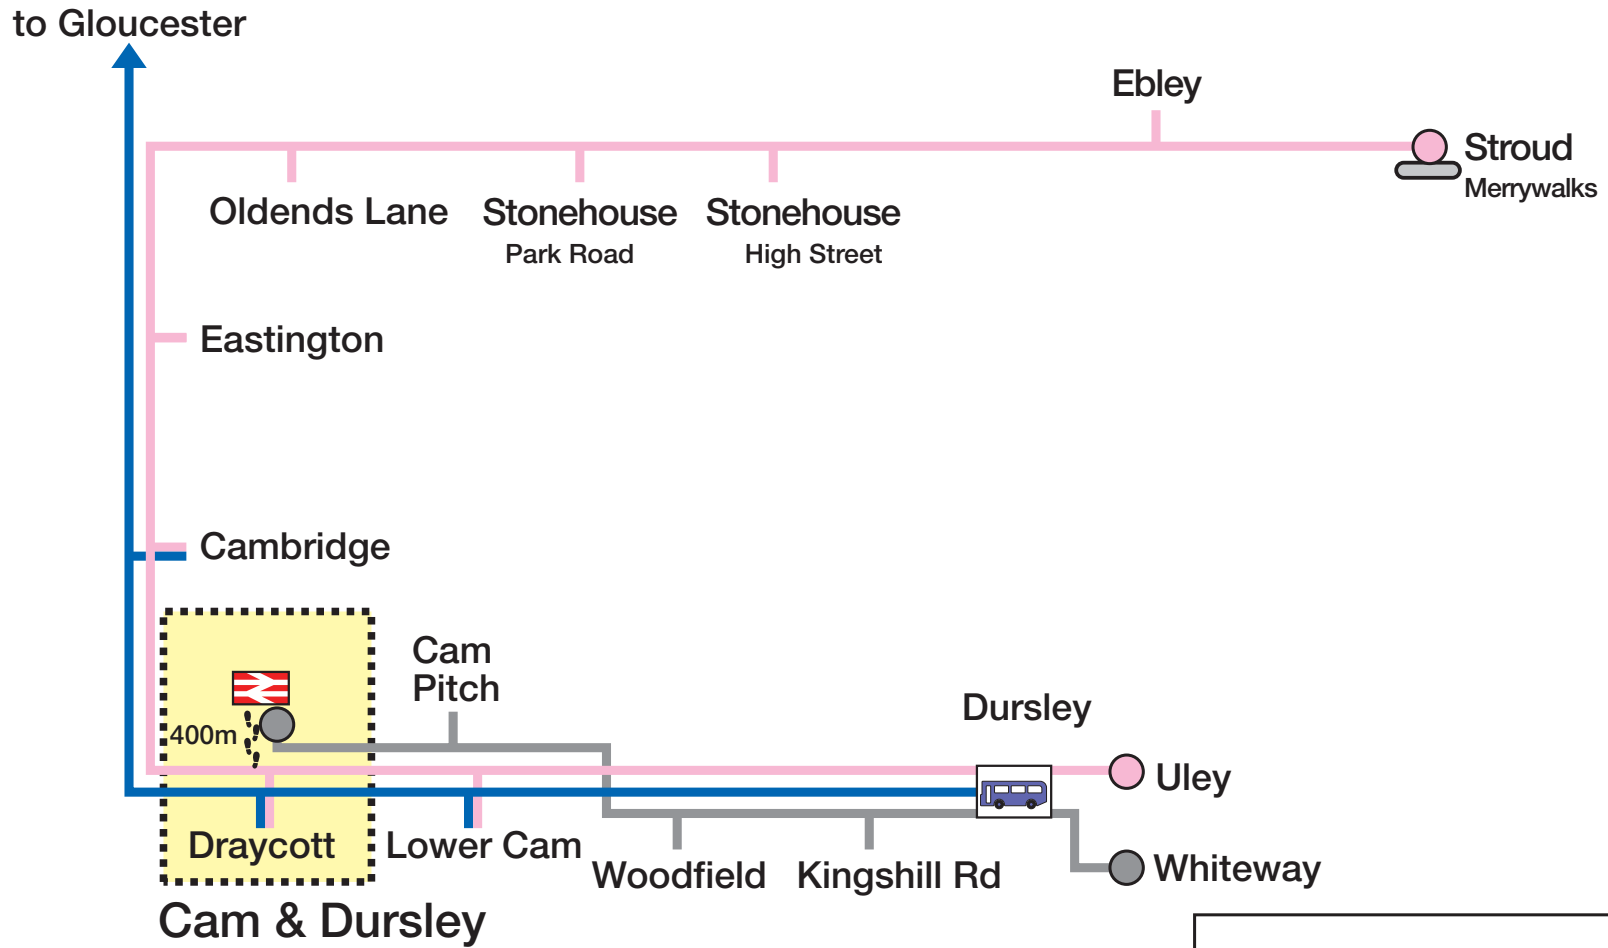 to Gloucester
Ebley
Stroud
Merrywalks
Oldends Lane
Stonehouse
Park Road
Stonehouse
High Street
Eastington
Cambridge
Cam
Pitch
Dursley
400m
Uley
Draycott
Lower Cam
Woodfield
Kingshill Rd
Whiteway
Cam & Dursley